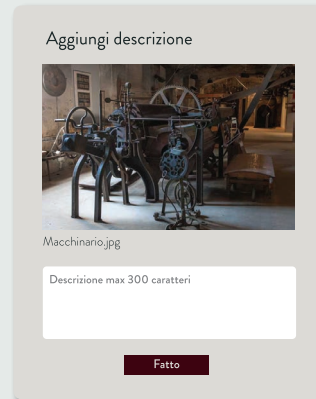 Aggiungi descrizione
Macchinario.jpg
Descrizione max 300 caratteri
Fatto